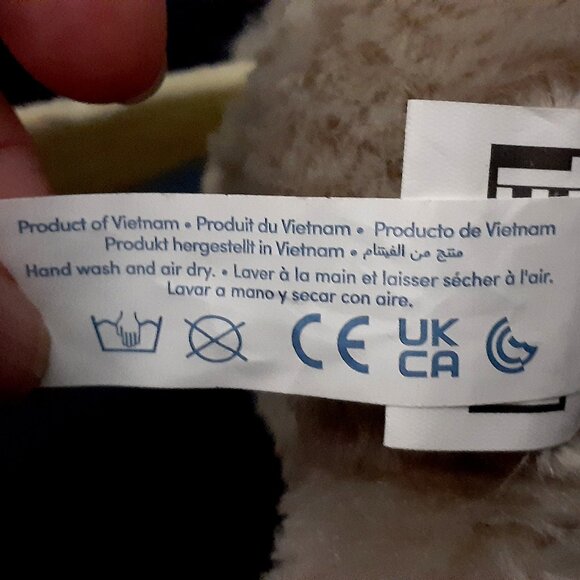 Product of Vietnam • Produit du Vietnam • Producto de Vietnam
Produkt hergestellt in Vietnam • منتج من الفيتنام
Hand wash and air dry. • Laver à la main et laisser sécher à l'air.
Lavar a mano y secar con aire.
CE UK CA